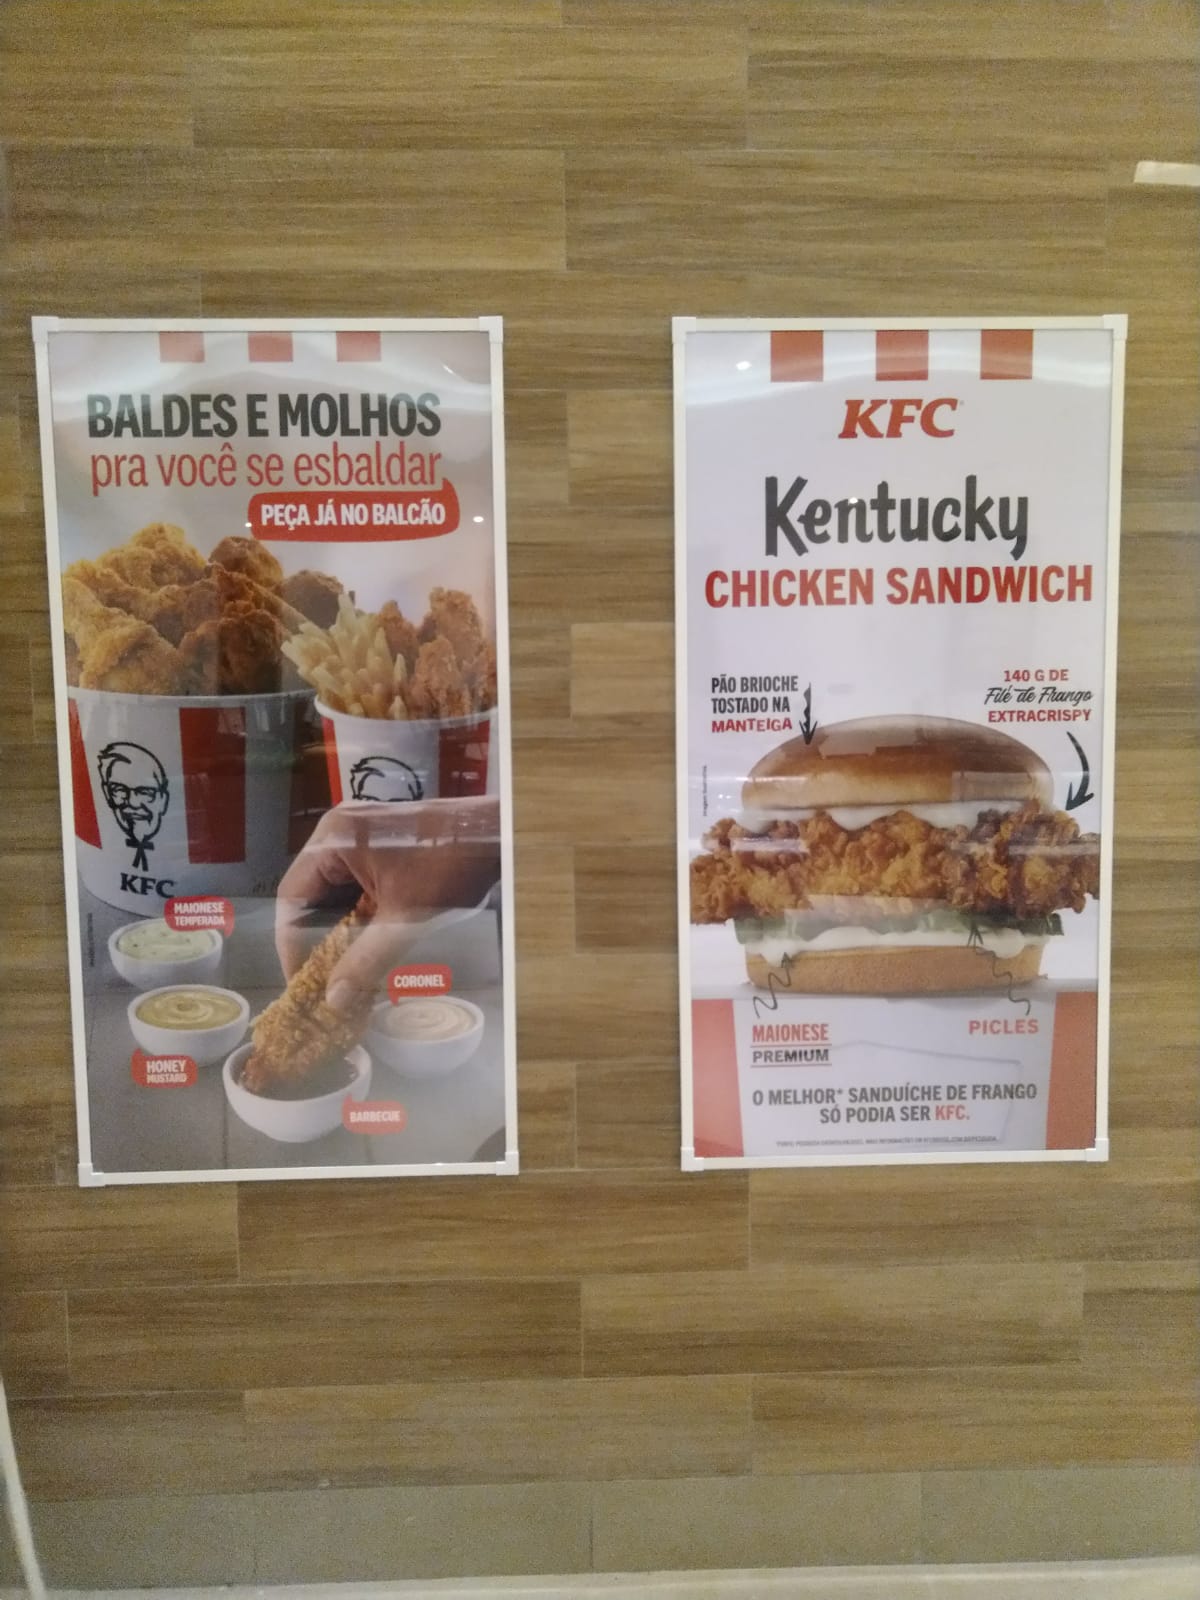 BALDES E MOLHOS
pra você se esbaldar
PEÇA JÁ NO BALCÃO
KFC
MAIONESE
TEMPERADA
CORONEL
HONEY
MUSTARD
BARBECUE
KFC
Kentucky
CHICKEN SANDWICH
PÃO BRIOCHE
TOSTADO NA
MANTEIGA
140 G DE
Filé de Frango
EXTRACRISPY
MAIONESE
PREMIUM
PICLES
O MELHOR* SANDUÍCHE DE FRANGO
SÓ PODIA SER KFC.